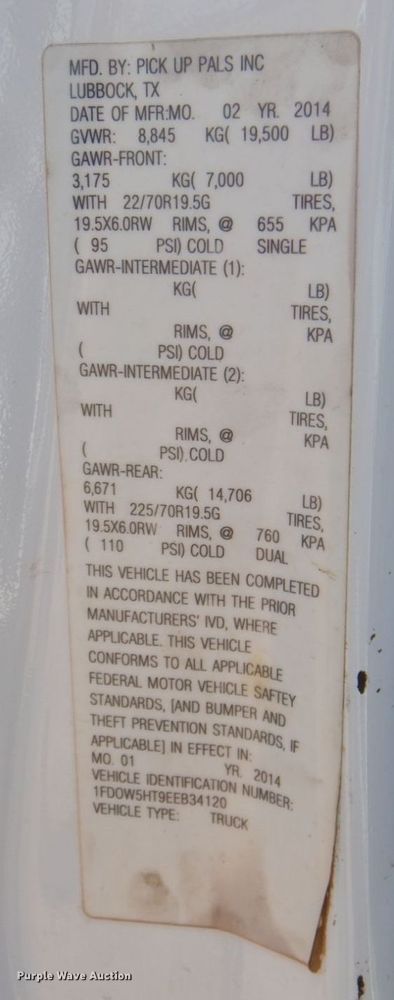 MFD. BY: PICK UP PALS INC
LUBBOCK, TX
DATE OF MFR:MO. 02 YR. 2014
GVWR: 8,845 KG( 19,500 LB)
GAWR-FRONT:
3,175 KG( 7,000 LB)
WITH 22/70R19.5G TIRES,
19.5X6.0RW RIMS, @ 655 KPA
( 95 PSI) COLD SINGLE
GAWR-INTERMEDIATE (1):
KG( LB)
WITH TIRES,
RIMS, @ KPA
( PSI) COLD
GAWR-INTERMEDIATE (2):
KG( LB)
WITH TIRES,
RIMS, @ KPA
( PSI) COLD
GAWR-REAR:
6,671 KG( 14,706 LB)
WITH 225/70R19.5G TIRES,
19.5X6.0RW RIMS, @ 760 KPA
( 110 PSI) COLD DUAL
THIS VEHICLE HAS BEEN COMPLETED
IN ACCORDANCE WITH THE PRIOR
MANUFACTURERS' IVD, WHERE
APPLICABLE. THIS VEHICLE
CONFORMS TO ALL APPLICABLE
FEDERAL MOTOR VEHICLE SAFTEY
STANDARDS, [AND BUMPER AND
THEFT PREVENTION STANDARDS, IF
APPLICABLE] IN EFFECT IN:
MO. 01 YR. 2014
VEHICLE IDENTIFICATION NUMBER:
1FDOW5HT9EEB34120
VEHICLE TYPE: TRUCK
Purple Wave Auction